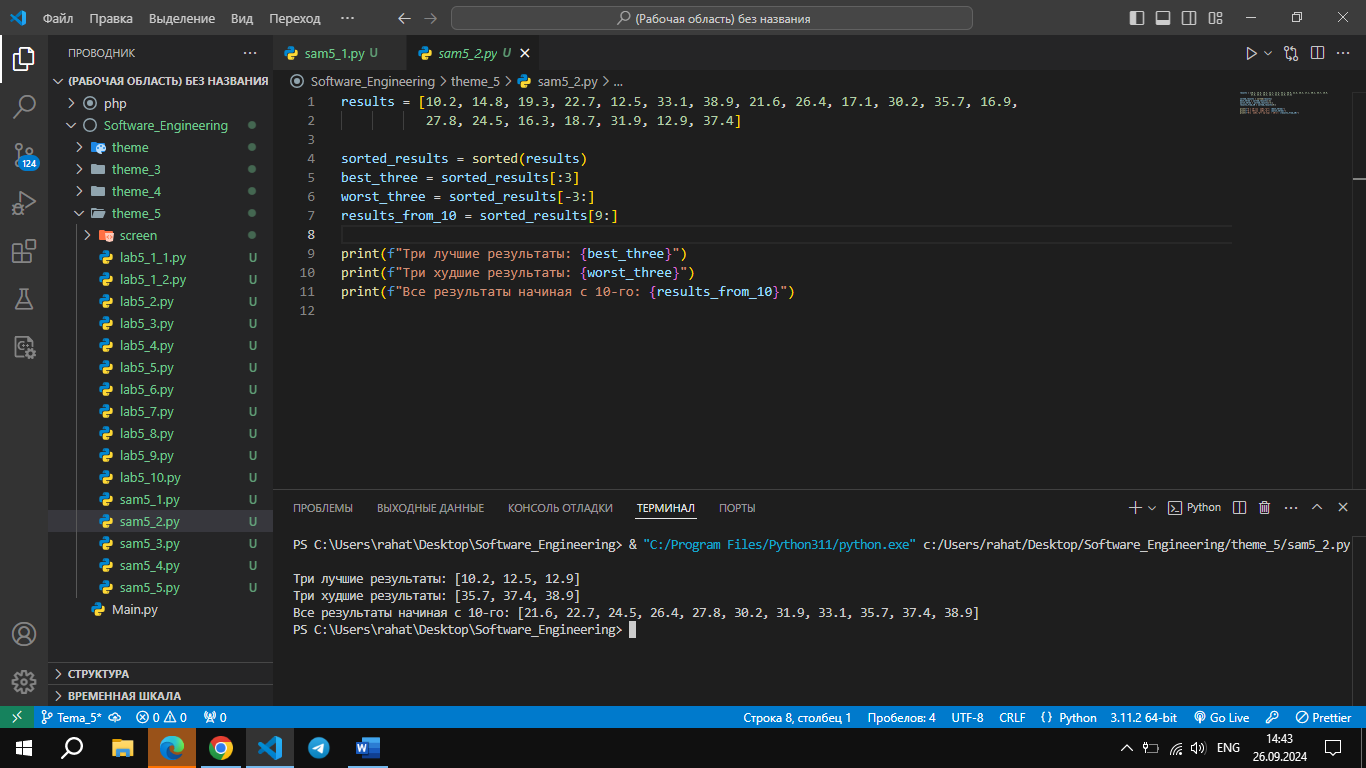 Файл Правка Выделение Вид Переход ··· (Рабочая область) без названия
ПРОВОДНИК ···
(РАБОЧАЯ ОБЛАСТЬ) БЕЗ НАЗВАНИЯ
php
Software_Engineering
theme
theme_3
theme_4
theme_5
screen
lab5_1_1.py U
lab5_1_2.py U
lab5_2.py U
lab5_3.py U
lab5_4.py U
lab5_5.py U
lab5_6.py U
lab5_7.py U
lab5_8.py U
lab5_9.py U
lab5_10.py U
sam5_1.py U
sam5_2.py U
sam5_3.py U
sam5_4.py U
sam5_5.py U
Main.py
СТРУКТУРА
ВРЕМЕННАЯ ШКАЛА
124
sam5_1.py U sam5_2.py U
Software_Engineering > theme_5 > sam5_2.py > ...
1 results = [10.2, 14.8, 19.3, 22.7, 12.5, 33.1, 38.9, 21.6, 26.4, 17.1, 30.2, 35.7, 16.9,
2 27.8, 24.5, 16.3, 18.7, 31.9, 12.9, 37.4]
3
4 sorted_results = sorted(results)
5 best_three = sorted_results[:3]
6 worst_three = sorted_results[-3:]
7 results_from_10 = sorted_results[9:]
8
9 print(f"Три лучшие результаты: {best_three}")
10 print(f"Три худшие результаты: {worst_three}")
11 print(f"Все результаты начиная с 10-го: {results_from_10}")
12
ПРОБЛЕМЫ ВЫХОДНЫЕ ДАННЫЕ КОНСОЛЬ ОТЛАДКИ ТЕРМИНАЛ ПОРТЫ Python
PS C:\Users\rahat\Desktop\Software_Engineering> & "C:/Program Files/Python311/python.exe" c:/Users/rahat/Desktop/Software_Engineering/theme_5/sam5_2.py
Три лучшие результаты: [10.2, 12.5, 12.9]
Три худшие результаты: [35.7, 37.4, 38.9]
Все результаты начиная с 10-го: [21.6, 22.7, 24.5, 26.4, 27.8, 30.2, 31.9, 33.1, 35.7, 37.4, 38.9]
PS C:\Users\rahat\Desktop\Software_Engineering>
Tema_5* 0 0 0 Строка 8, столбец 1 Пробелов: 4 UTF-8 CRLF Python 3.11.2 64-bit Go Live Prettier
ENG 14:43
26.09.2024